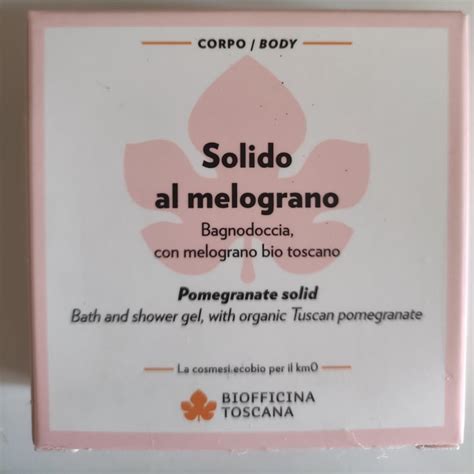 CORPO / BODY
Solido
al melograno
Bagnodoccia,
con melograno bio toscano
Pomegranate solid
Bath and shower gel, with organic Tuscan pomegranate
La cosmesi ecobio per il km0
BIOFFICINA
TOSCANA